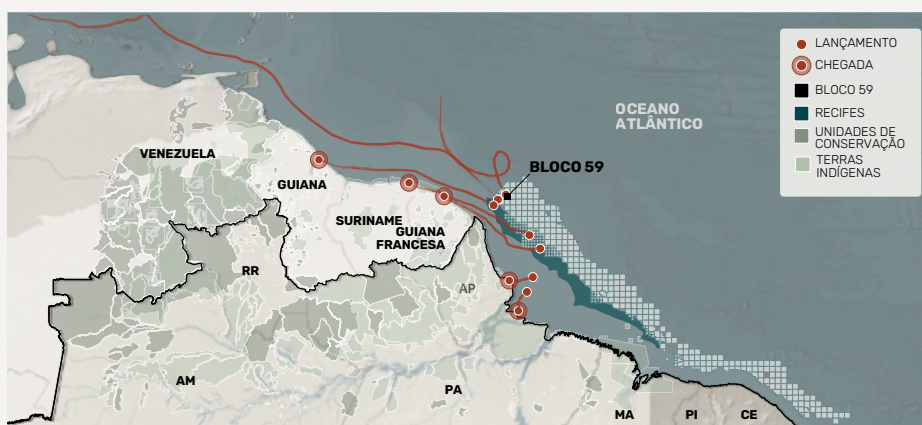 LANÇAMENTO
CHEGADA
BLOCO 59
RECIFES
UNIDADES DE
CONSERVAÇÃO
TERRAS
INDÍGENAS
OCEANO
ATLÂNTICO
BLOCO 59
VENEZUELA
GUIANA
SURINAME
GUIANA
FRANCESA
RR
AP
AM
PA
MA
PI
CE